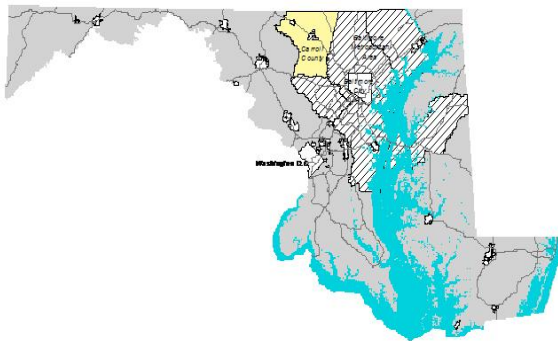 Carroll
County
Baltimore
Metropolitan
Area
Baltimore
City
Washington D.C.